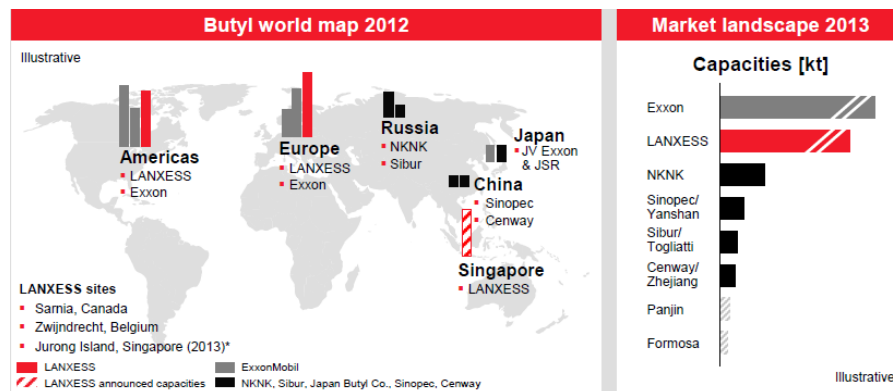 Butyl world map 2012
Illustrative
Americas
LANXESS
Exxon
Europe
LANXESS
Exxon
Russia
NKNK
Sibur
Japan
JV Exxon
& JSR
China
Sinopec
Cenway
Singapore
LANXESS
LANXESS sites
Sarnia, Canada
Zwijndrecht, Belgium
Jurong Island, Singapore (2013)*
LANXESS
ExxonMobil
LANXESS announced capacities
NKNK, Sibur, Japan Butyl Co., Sinopec, Cenway
Market landscape 2013
Capacities [kt]
Exxon
LANXESS
NKNK
Sinopec/
Yanshan
Sibur/
Togliatti
Cenway/
Zhejiang
Panjin
Formosa
Illustrative